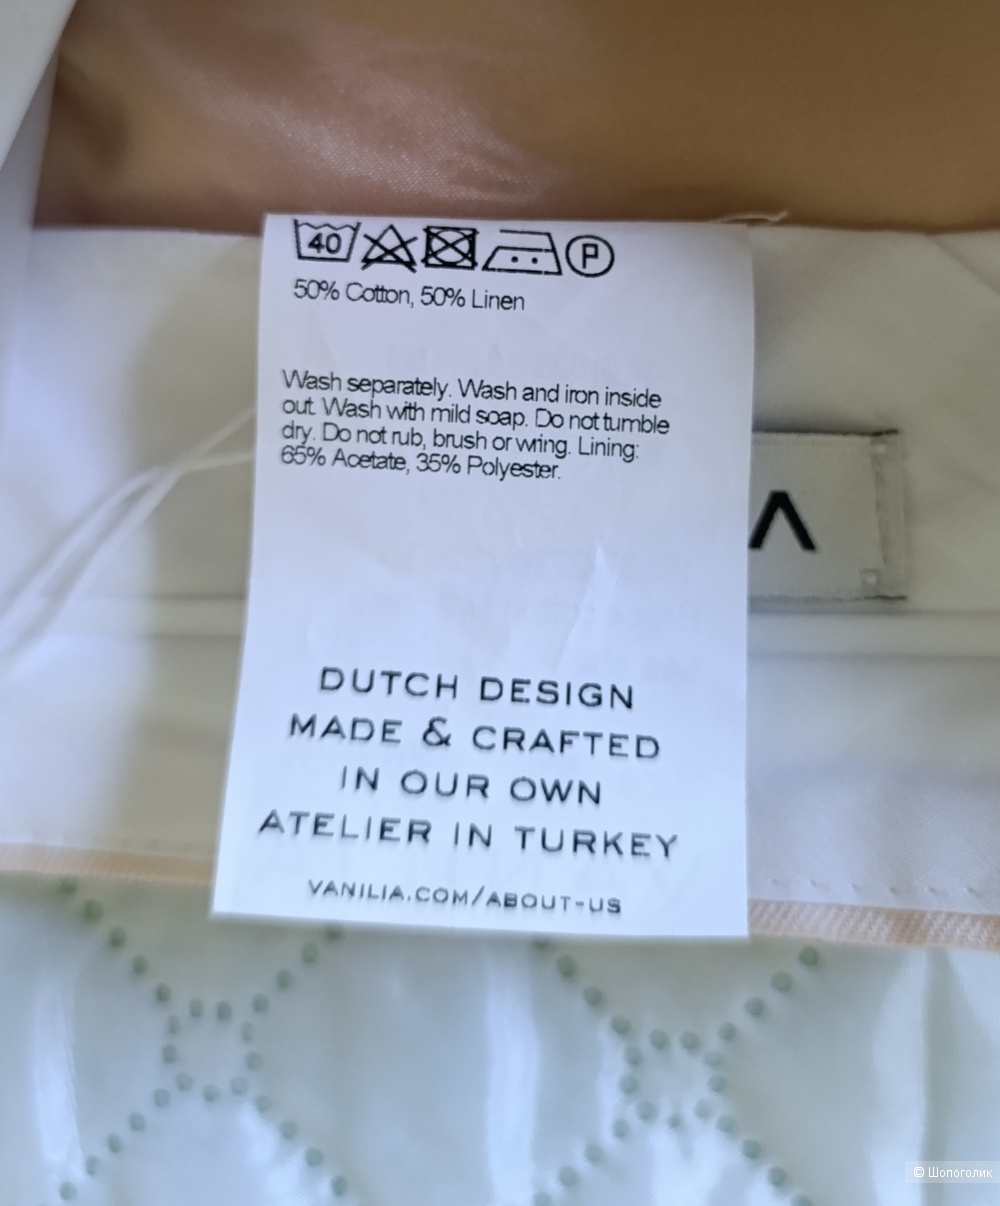 40
P
50% Cotton, 50% Linen
Wash separately. Wash and iron inside
out. Wash with mild soap. Do not tumble
dry. Do not rub, brush or wring. Lining:
65% Acetate, 35% Polyester.
DUTCH DESIGN
MADE & CRAFTED
IN OUR OWN
ATELIER IN TURKEY
VANILIA.COM/ABOUT-US
© Шопоголик